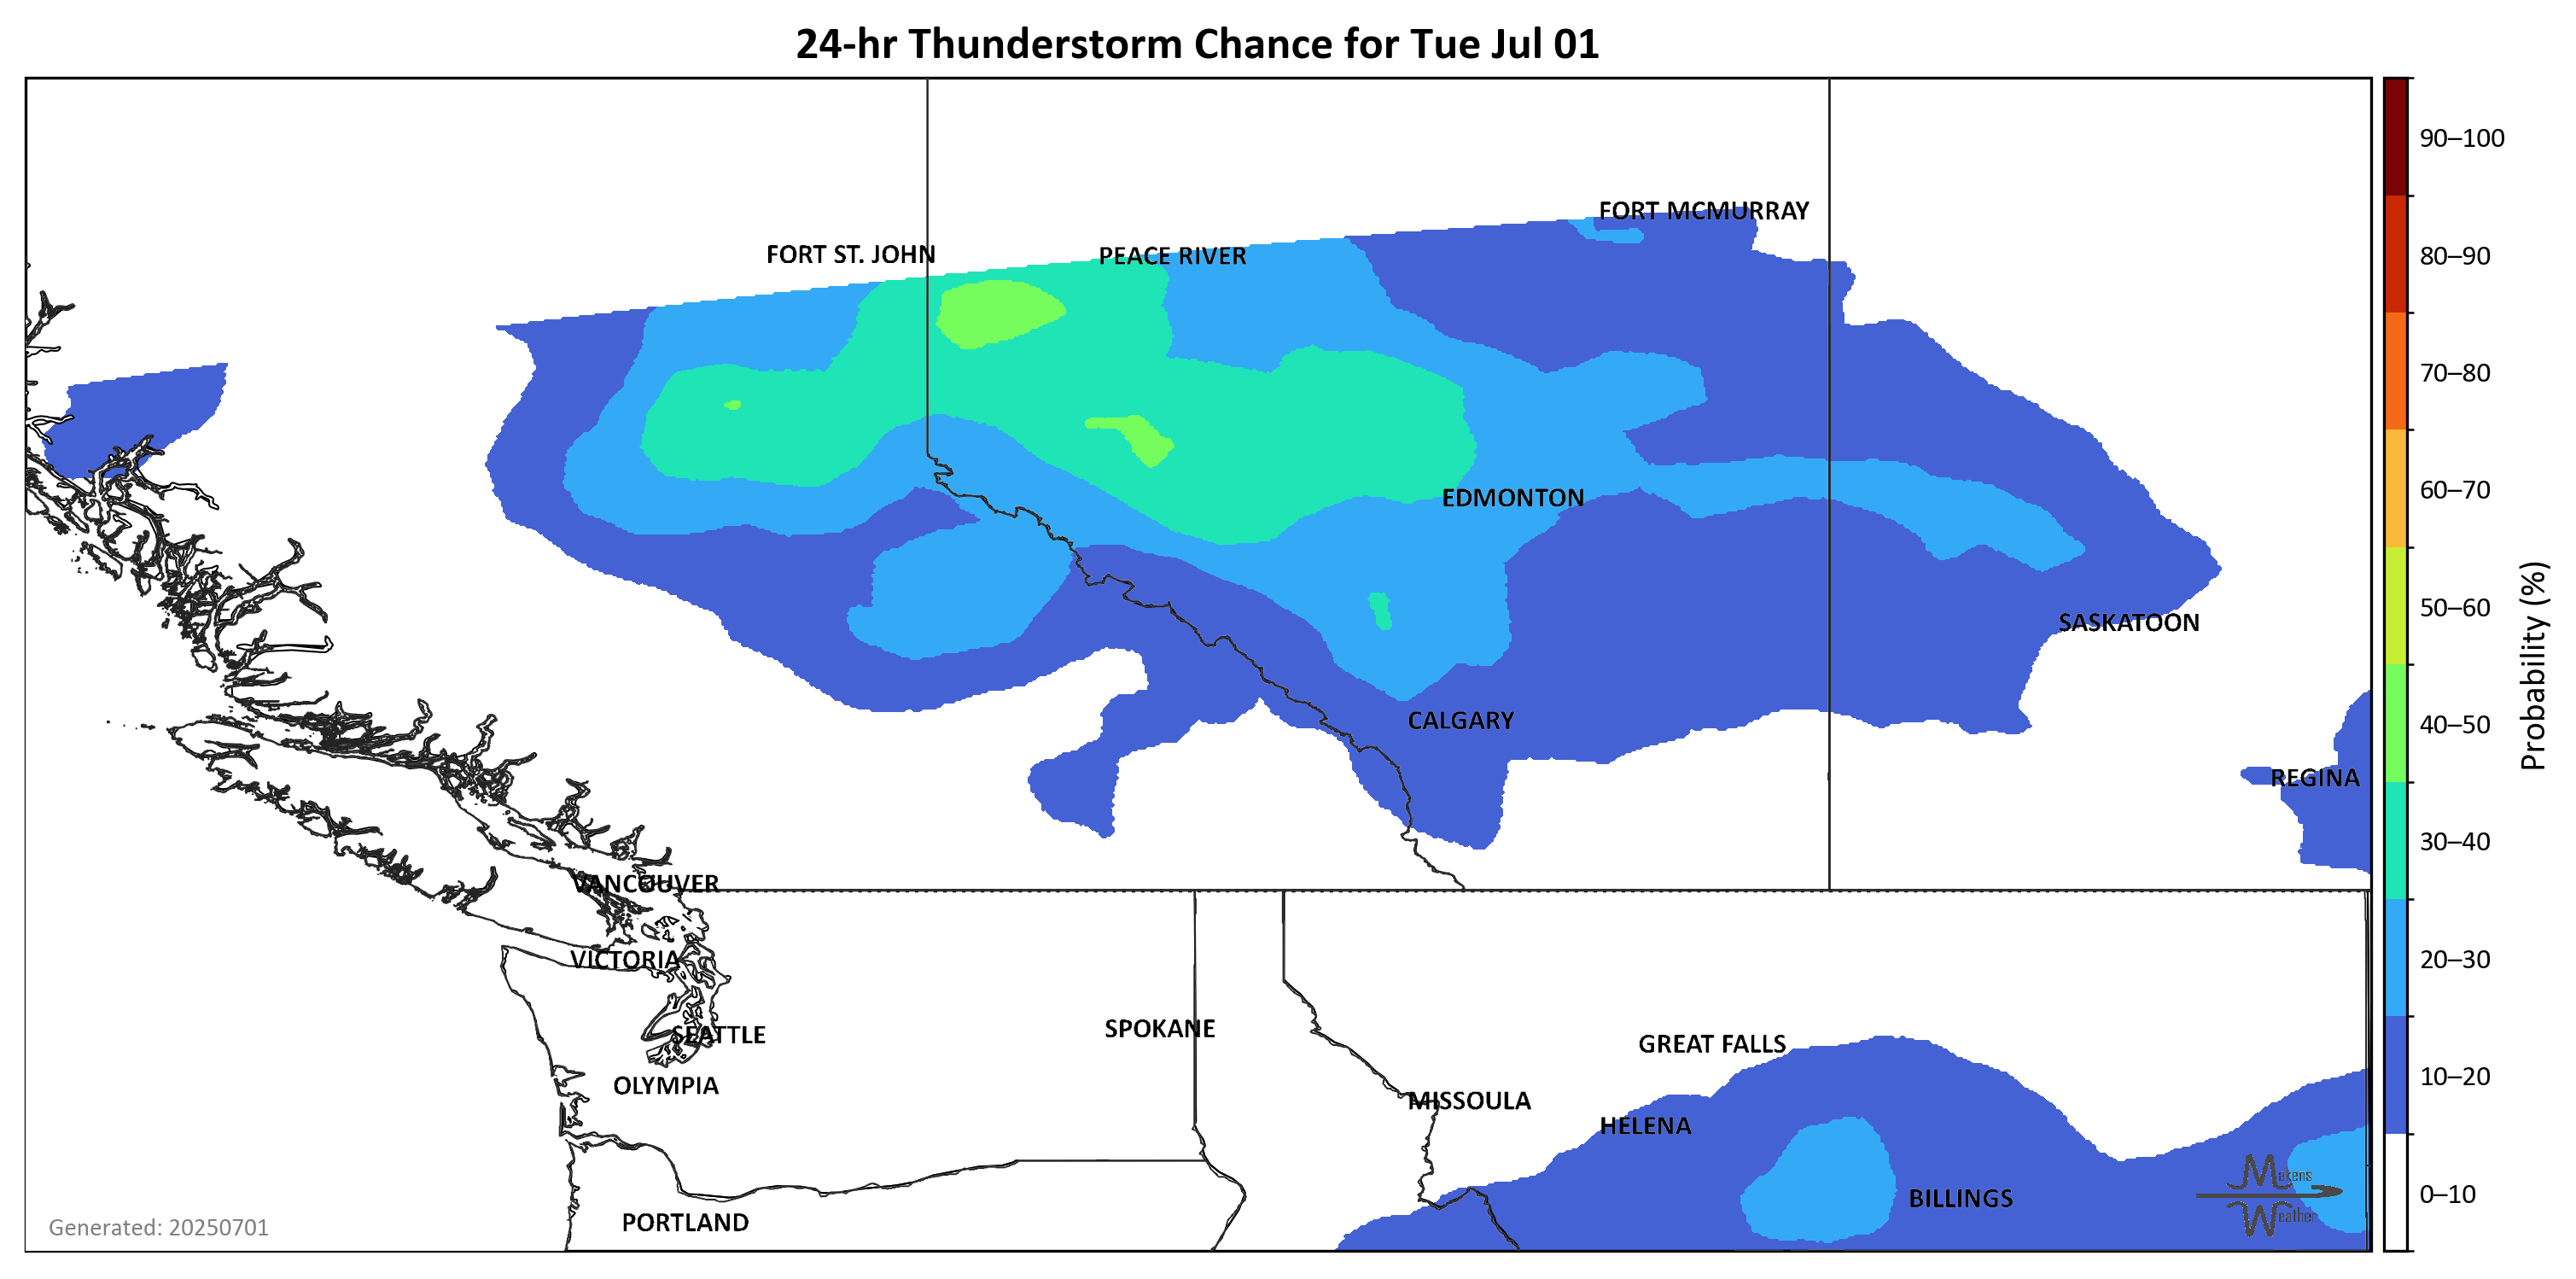 24-hr Thunderstorm Chance for Tue Jul 01
90–100
FORT MCMURRAY
FORT ST. JOHN
PEACE RIVER
80–90
70–80
60–70
EDMONTON
50–60
SASKATOON
Probability (%)
CALGARY
40–50
REGINA
30–40
VANCOUVER
VICTORIA
20–30
SPOKANE
SEATTLE
GREAT FALLS
OLYMPIA
10–20
MISSOULA
HELENA
Mekens
Weather
BILLINGS
0–10
PORTLAND
Generated: 20250701